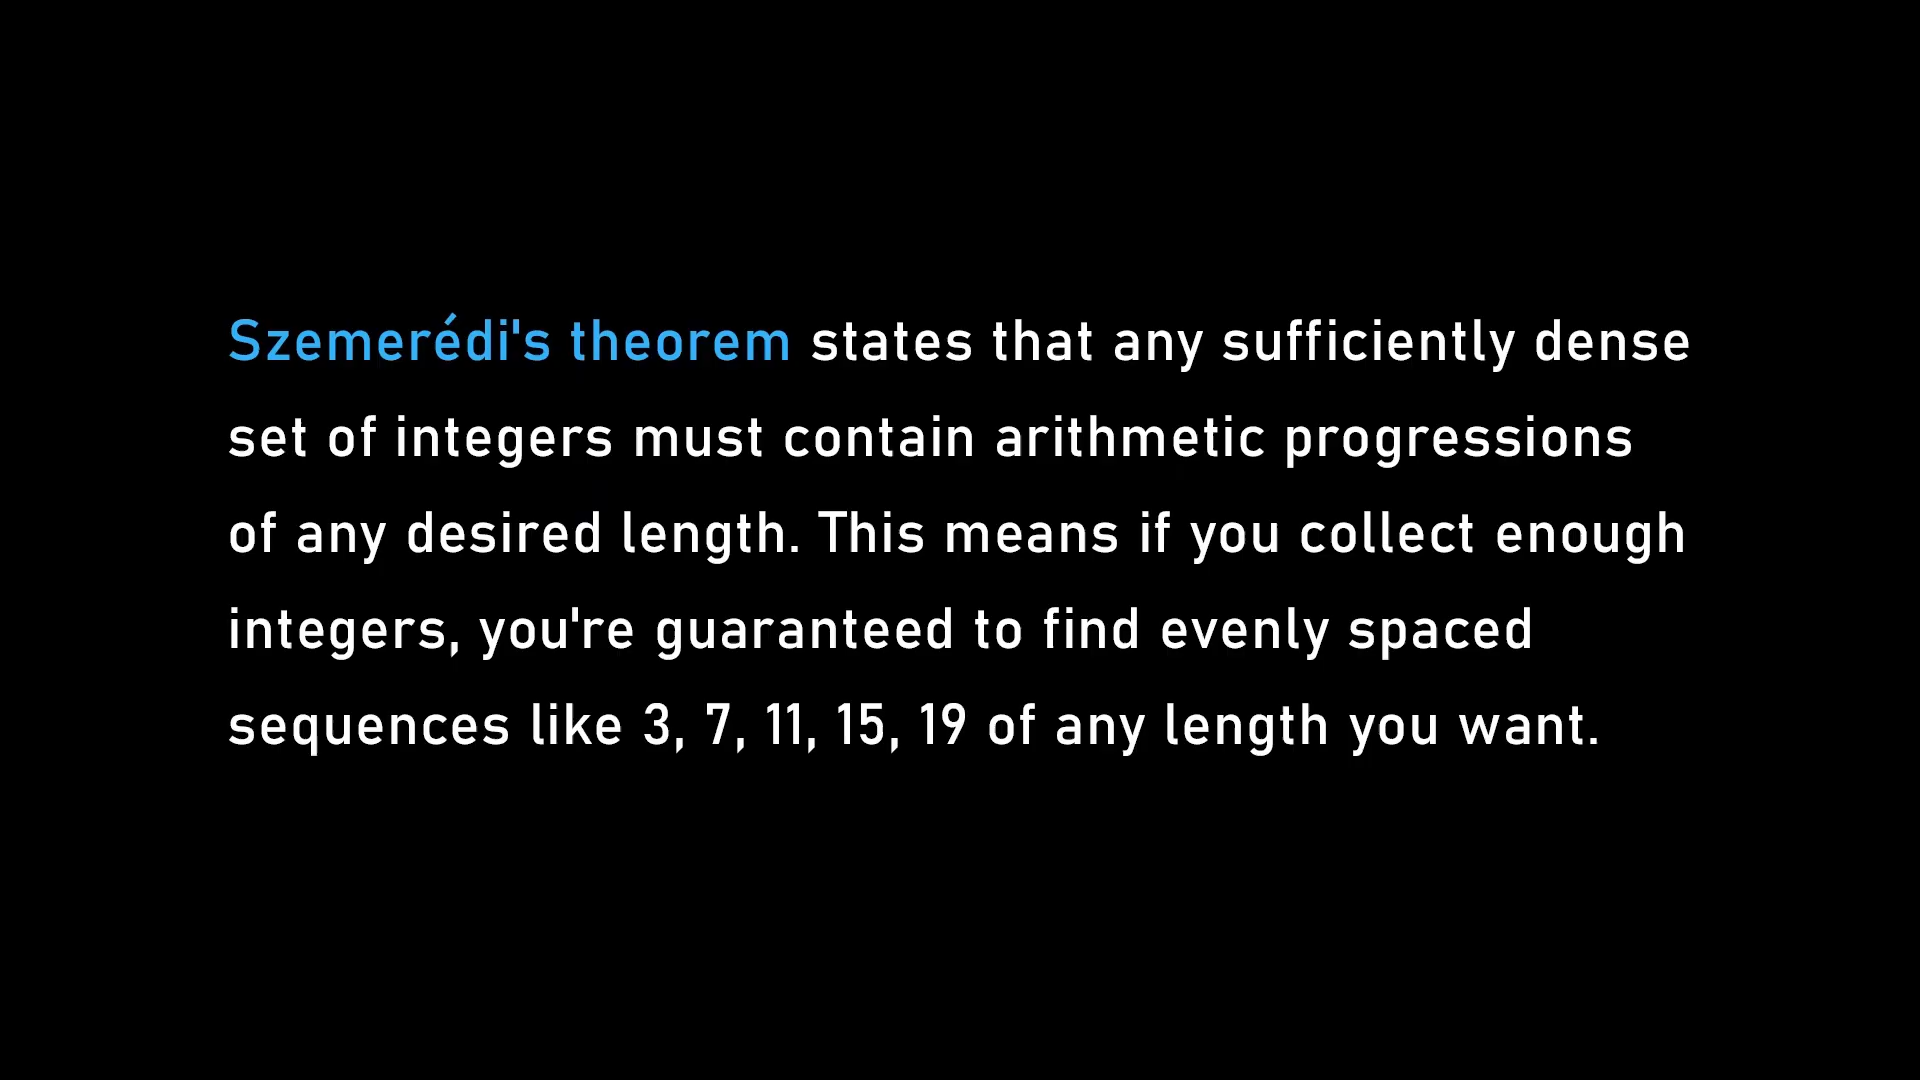 Szemerédi's theorem states that any sufficiently dense
set of integers must contain arithmetic progressions
of any desired length. This means if you collect enough
integers, you're guaranteed to find evenly spaced
sequences like 3, 7, 11, 15, 19 of any length you want.